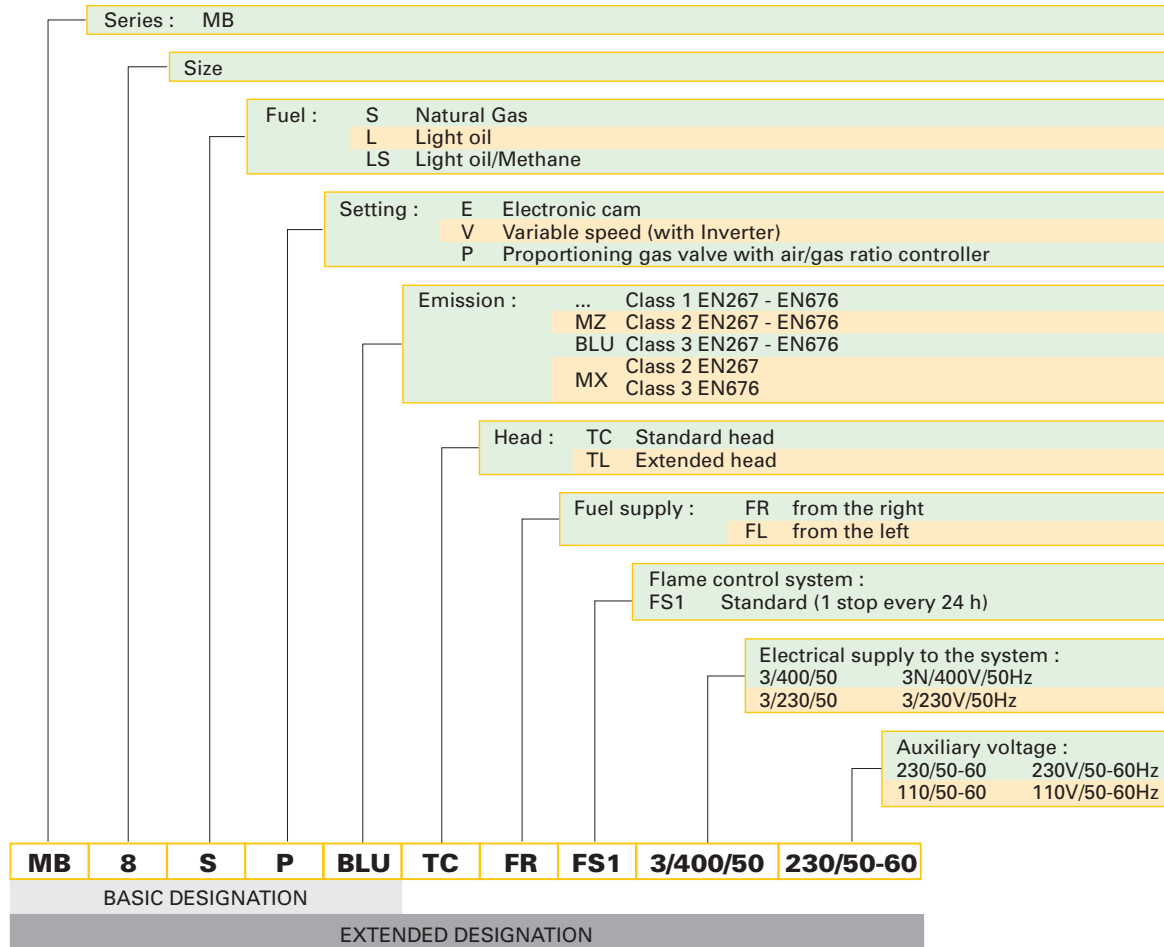 Series : MB
Size
Fuel : S Natural Gas
L Light oil
LS Light oil/Methane
Setting : E Electronic cam
V Variable speed (with Inverter)
P Proportioning gas valve with air/gas ratio controller
Emission : ... Class 1 EN267 - EN676
MZ Class 2 EN267 - EN676
BLU Class 3 EN267 - EN676
MX Class 2 EN267
Class 3 EN676
Head : TC Standard head
TL Extended head
Fuel supply : FR from the right
FL from the left
Flame control system :
FS1 Standard (1 stop every 24 h)
Electrical supply to the system :
3/400/50 3N/400V/50Hz
3/230/50 3/230V/50Hz
Auxiliary voltage :
230/50-60 230V/50-60Hz
110/50-60 110V/50-60Hz
MB 8 S P BLU TC FR FS1 3/400/50 230/50-60
BASIC DESIGNATION
EXTENDED DESIGNATION